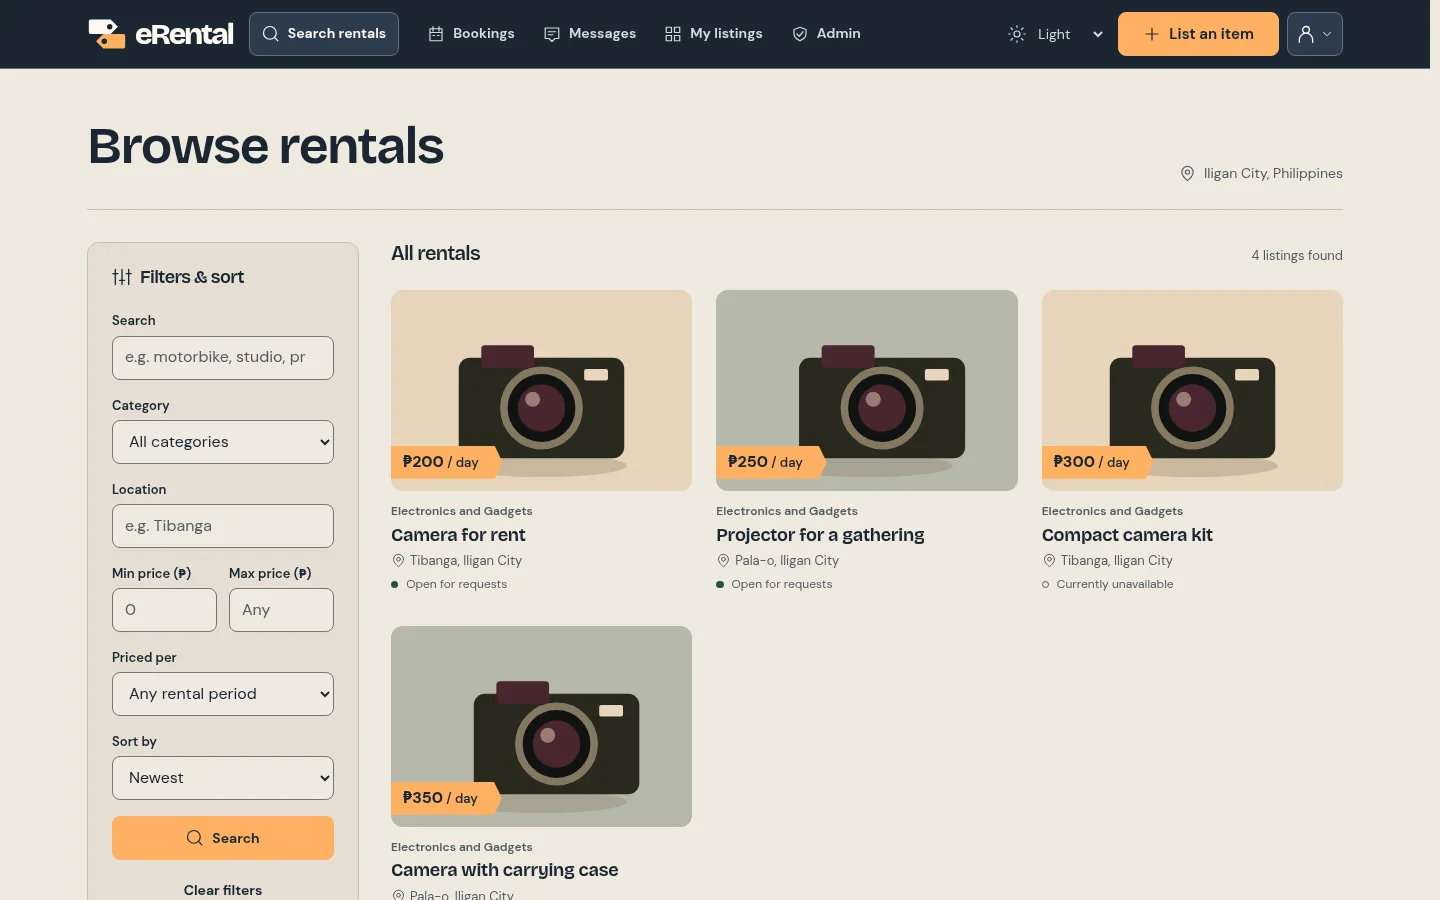 eRental
Search rentals
Bookings
Messages
My listings
Admin
Light
List an item
Browse rentals
Iligan City, Philippines
Filters & sort
Search
e.g. motorbike, studio, pr
Category
All categories
Location
e.g. Tibanga
Min price (₱)
Max price (₱)
0
Any
Priced per
Any rental period
Sort by
Newest
Search
Clear filters
All rentals
4 listings found
₱200 / day
Electronics and Gadgets
Camera for rent
Tibanga, Iligan City
Open for requests
₱250 / day
Electronics and Gadgets
Projector for a gathering
Pala-o, Iligan City
Open for requests
₱300 / day
Electronics and Gadgets
Compact camera kit
Tibanga, Iligan City
Currently unavailable
₱350 / day
Electronics and Gadgets
Camera with carrying case
Pala-o, Iligan City